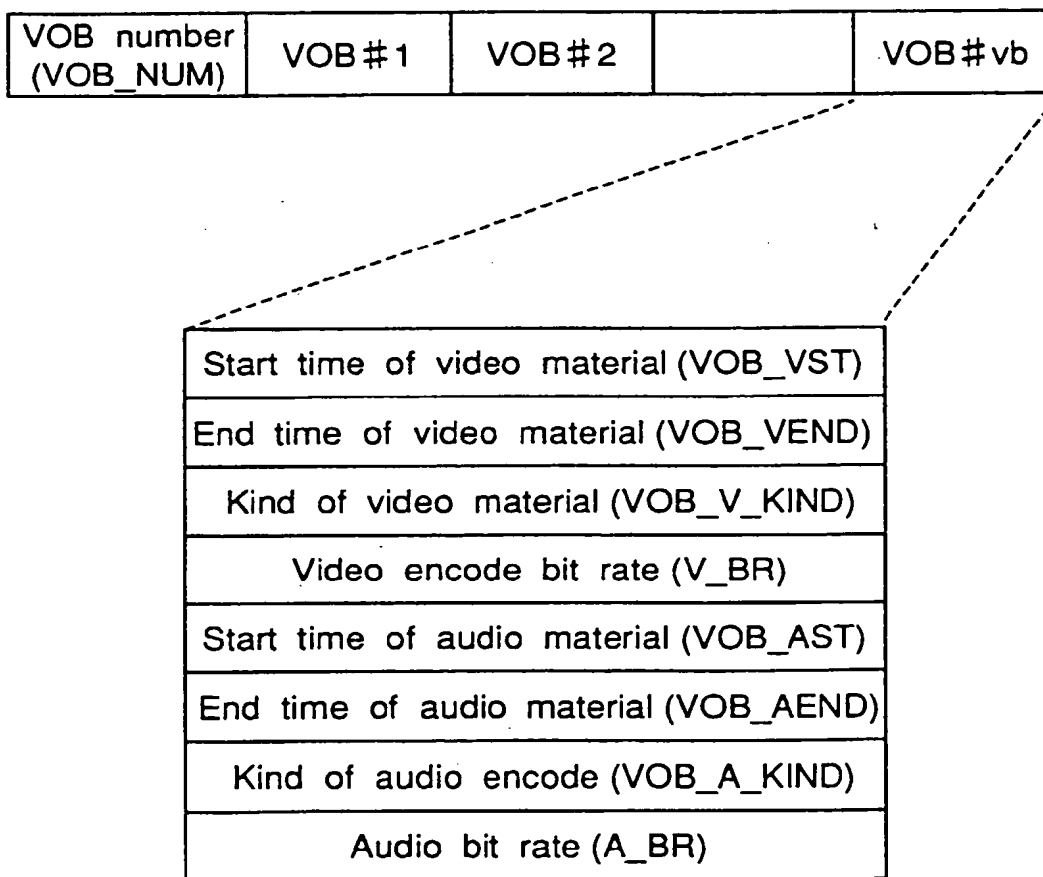 VOB number
(VOB_NUM)
VOB#1
VOB#2
VOB#vb
Start time of video material (VOB_VST)
End time of video material (VOB_VEND)
Kind of video material (VOB_V_KIND)
Video encode bit rate (V_BR)
Start time of audio material (VOB_AST)
End time of audio material (VOB_AEND)
Kind of audio encode (VOB_A_KIND)
Audio bit rate (A_BR)